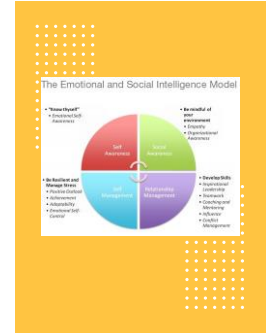 The Emotional and Social Intelligence Model
• "Know thyself"
• Emotional Self-
Awareness
• Be mindful of
your
environment
• Empathy
• Organizational
Awareness
Self
Awareness
Social
Awareness
Self
Management
Relationship
Management
• Be Resilient and
Manage Stress
• Positive Outlook
• Achievement
• Adaptability
• Emotional Self-
Control
• Develop Skills
• Inspirational
Leadership
• Teamwork
• Coaching and
Mentoring
• Influence
• Conflict
Management